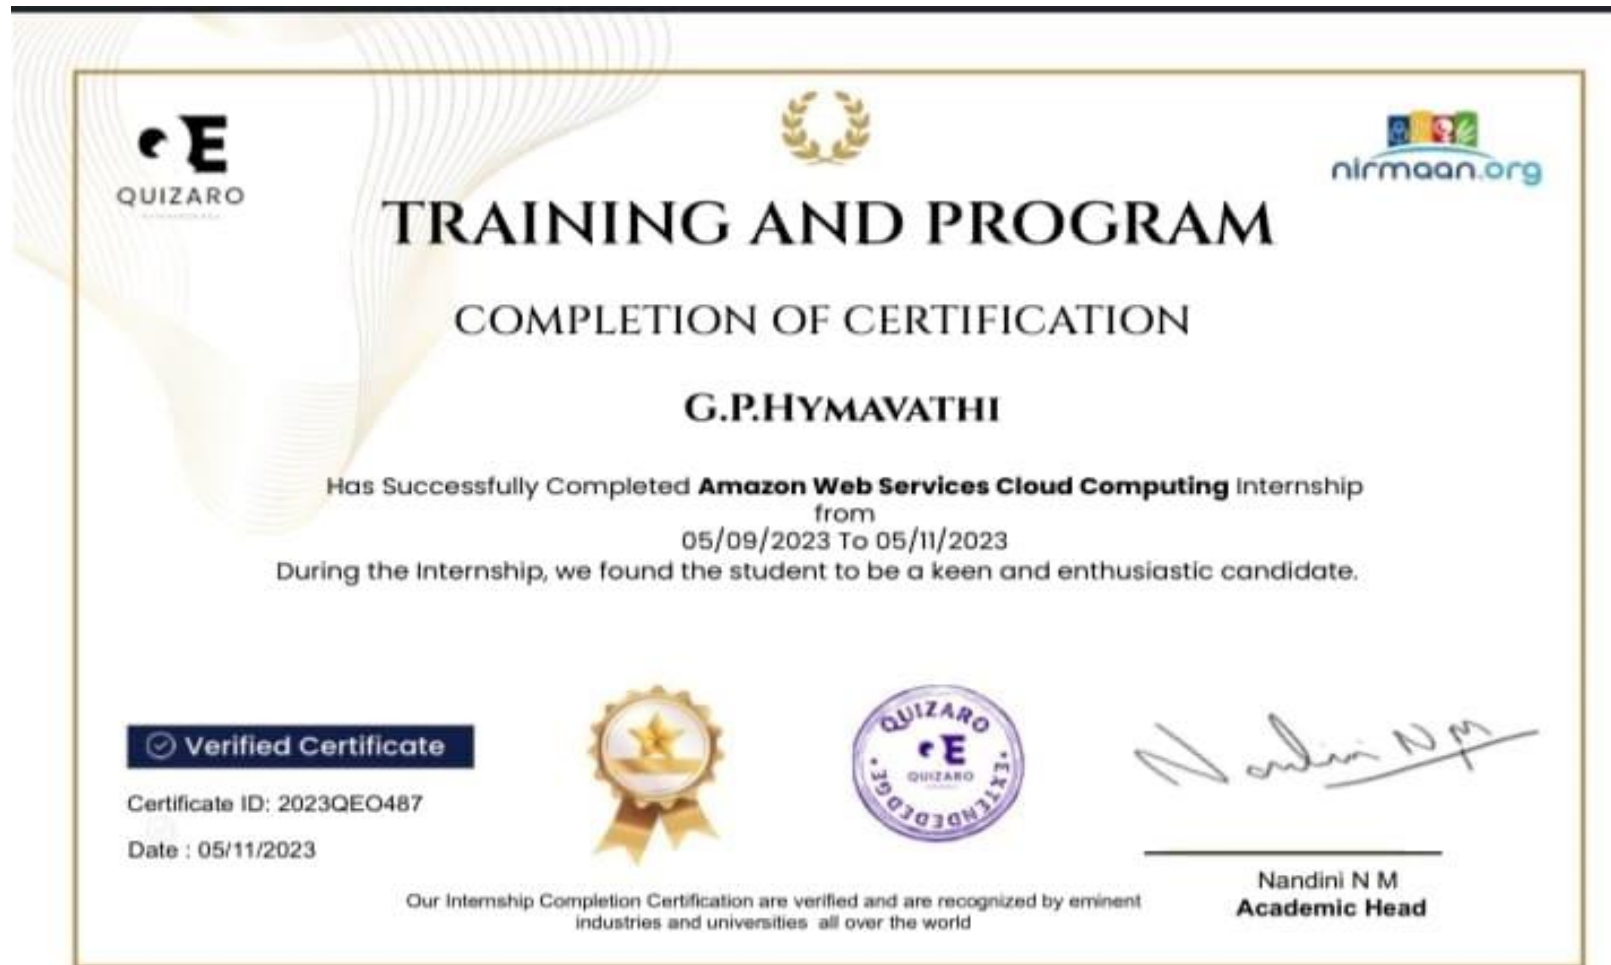 QUIZARO
nirmaan.org
TRAINING AND PROGRAM
COMPLETION OF CERTIFICATION
G.P.HYMAVATHI
Has Successfully Completed Amazon Web Services Cloud Computing Internship
from
05/09/2023 To 05/11/2023
During the Internship, we found the student to be a keen and enthusiastic candidate.
Verified Certificate
Certificate ID: 2023QEO487
Date : 05/11/2023
QUIZARO
QUIZARO
EXTENDEDGE
Nandini N M
Nandini N M
Academic Head
Our Internship Completion Certification are verified and are recognized by eminent
industries and universities all over the world